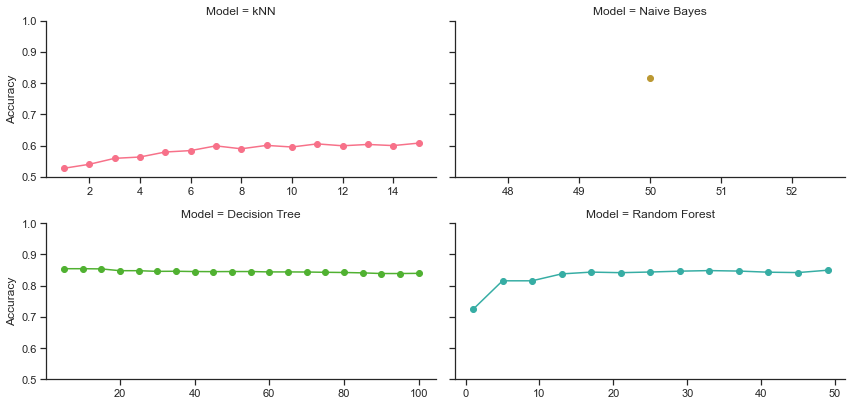 Model = kNN
Model = Naive Bayes
1.0
0.9
0.8
0.7
0.6
0.5
Accuracy
2 4 6 8 10 12 14
48 49 50 51 52
Model = Decision Tree
Model = Random Forest
1.0
0.9
0.8
0.7
0.6
0.5
Accuracy
20 40 60 80 100
0 10 20 30 40 50